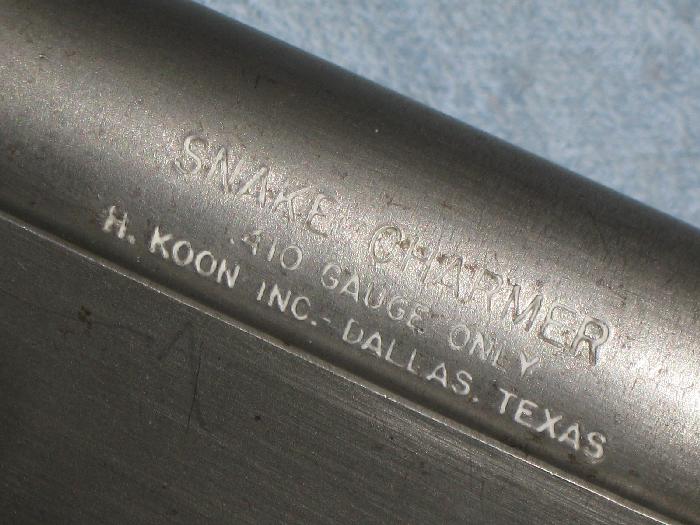 SNAKE CHARMER
.410 GAUGE ONLY
H. KOON INC.-DALLAS, TEXAS